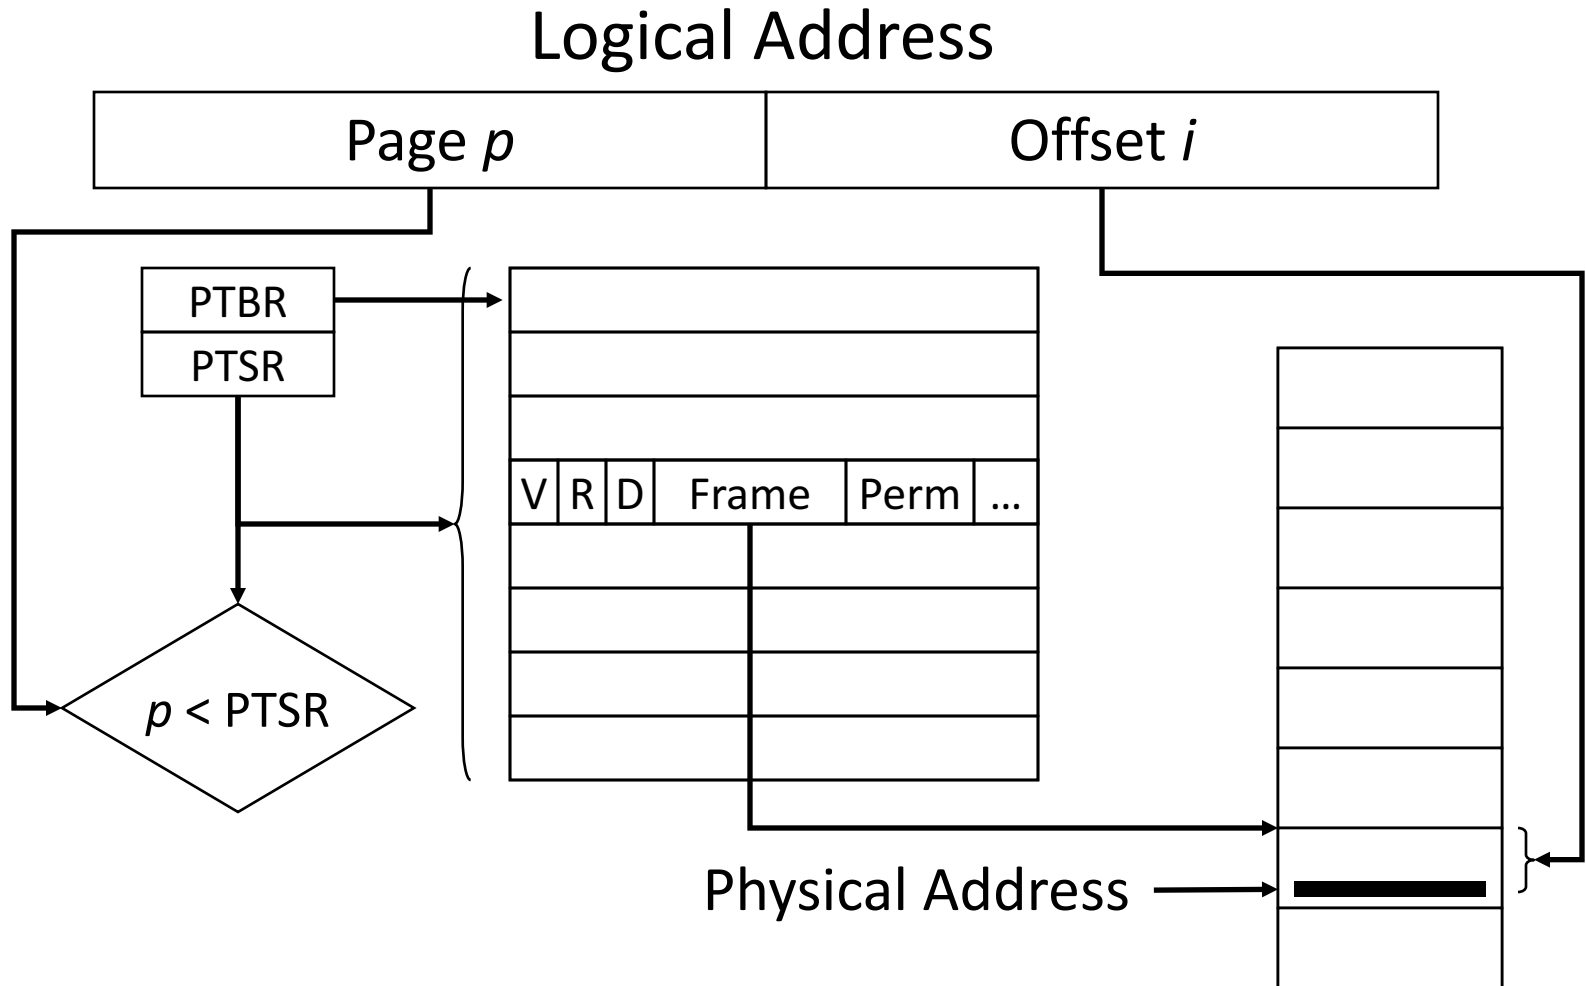 Logical Address
Page p
Offset i
PTBR
PTSR
V
R
D
Frame
Perm
...
p < PTSR
Physical Address